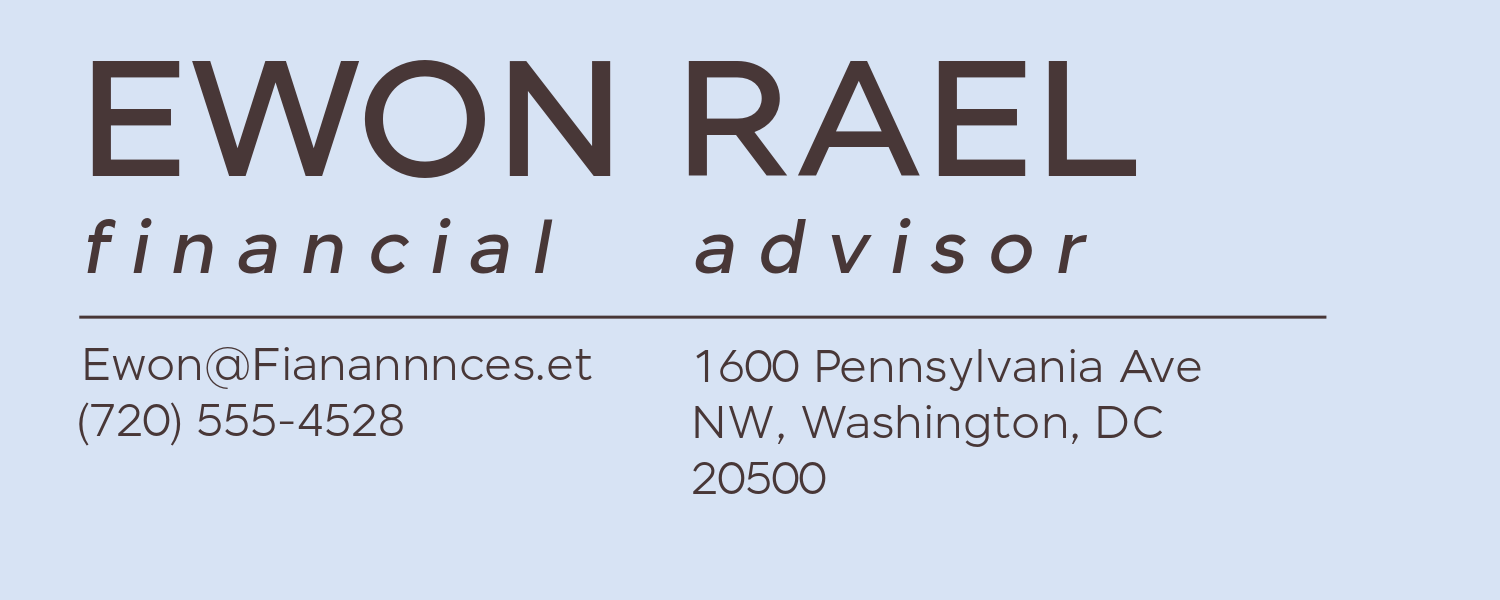 EWON RAEL
financial advisor
Ewon@Fianannnces.et
(720) 555-4528
1600 Pennsylvania Ave
NW, Washington, DC
20500